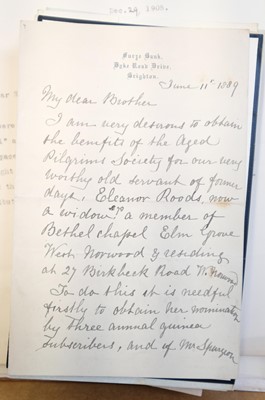 Dec. 29, 1908.
Furze Bank,
Dyke Road Drive,
Brighton.
June 11 1889
My dear Brother
I am very desirous to obtain
the benefits of the Aged
Pilgrims Society for our very
worthy old servant of former
days. Eleanor Roods, now
a widow & a member of
Bethel chapel Elm Grove
West Norwood & residing
at 27 Birkbeck Road W. Norwood
To do this it is needful
firstly to obtain her nomination
by three annual guinea
subscribers, and if Mr Spurgeon